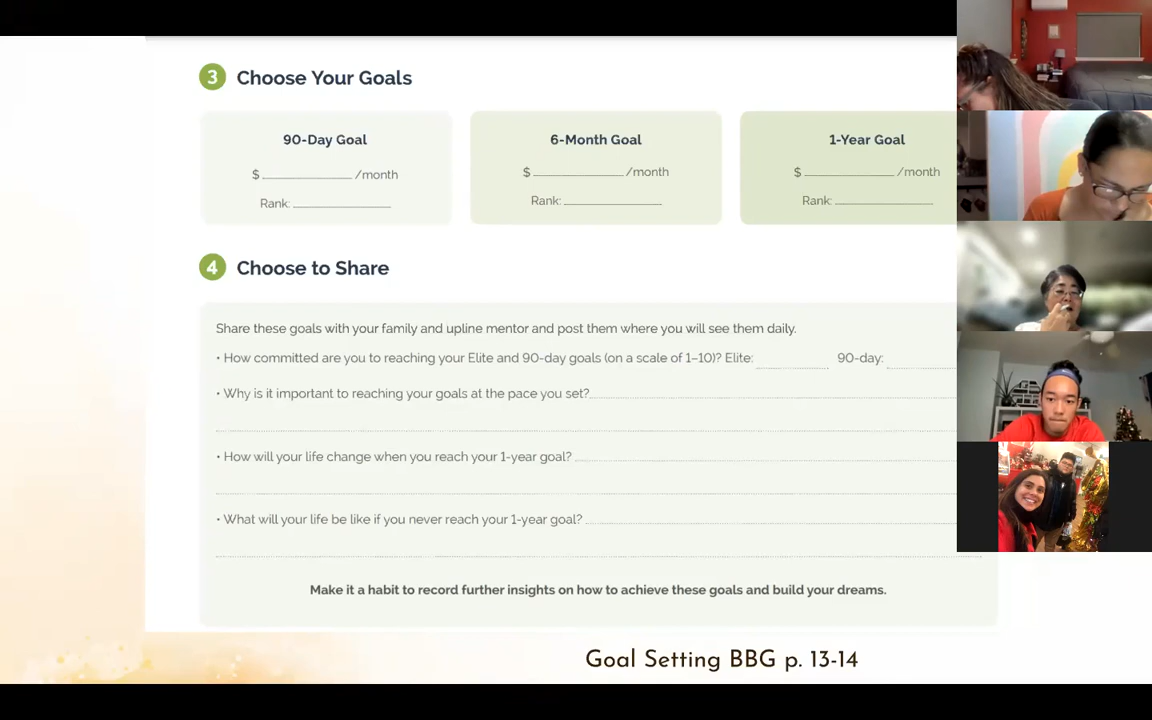 3 Choose Your Goals
90-Day Goal
$ /month
Rank:
6-Month Goal
$ /month
Rank:
1-Year Goal
$ /month
Rank:
4 Choose to Share
Share these goals with your family and upline mentor and post them where you will see them daily.
• How committed are you to reaching your Elite and 90-day goals (on a scale of 1–10)? Elite: 90-day:
• Why is it important to reaching your goals at the pace you set?
• How will your life change when you reach your 1-year goal?
• What will your life be like if you never reach your 1-year goal?
Make it a habit to record further insights on how to achieve these goals and build your dreams.
Goal Setting BBG p. 13-14